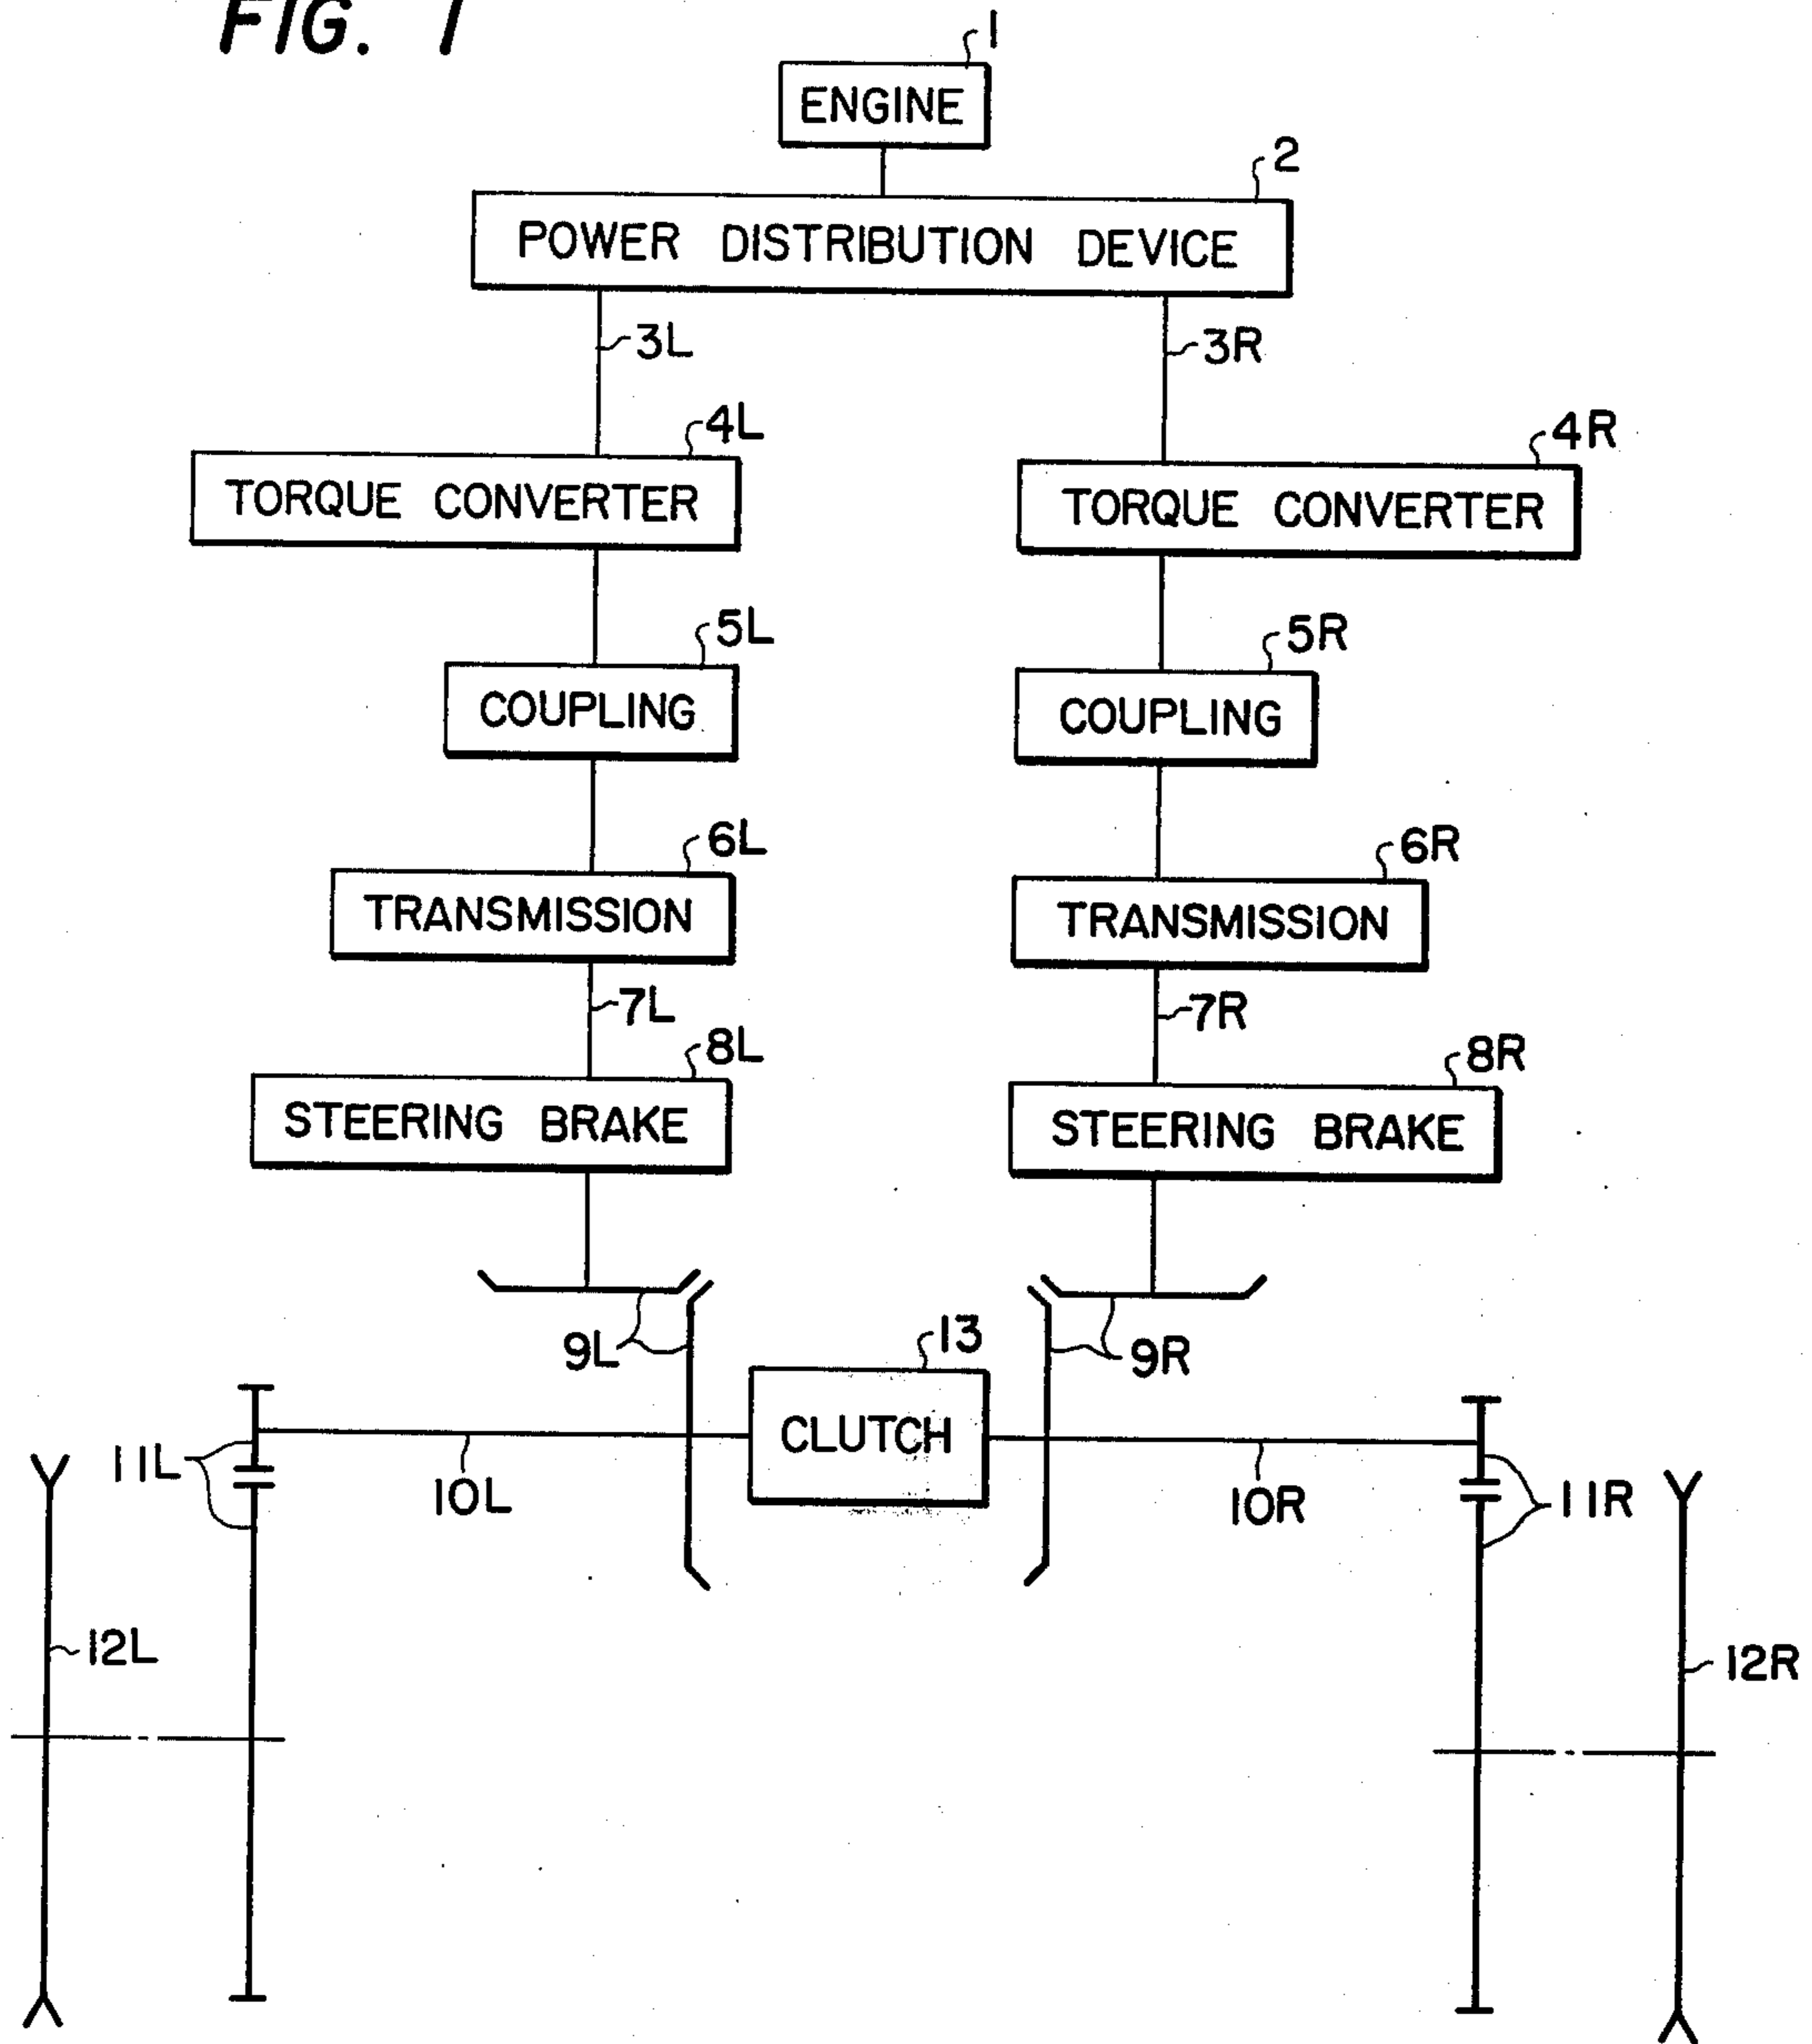 FIG. 1
1
ENGINE
2
POWER DISTRIBUTION DEVICE
3L
3R
4L
4R
TORQUE CONVERTER
TORQUE CONVERTER
5L
5R
COUPLING
COUPLING
6L
6R
TRANSMISSION
TRANSMISSION
7L
7R
8L
8R
STEERING BRAKE
STEERING BRAKE
9L
13
9R
CLUTCH
11L
10L
10R
11R
12L
12R